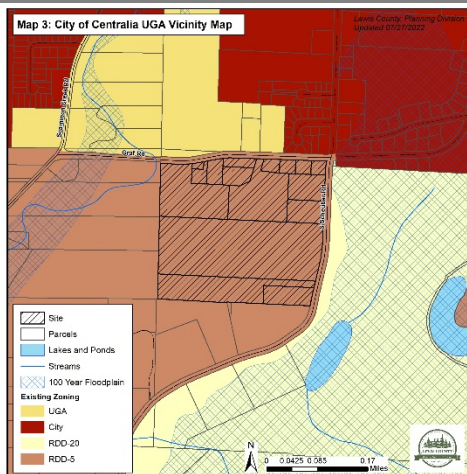 Map 3: City of Centralia UGA Vicinity Map
Lewis County, Planning Division
Updated 07/27/2022
Graf Rd
Site
Parcels
Lakes and Ponds
Streams
100 Year Floodplain
Existing Zoning
UGA
City
RDD-20
RDD-5
N
0 0.0425 0.085 0.17
Miles
LEWIS COUNTY